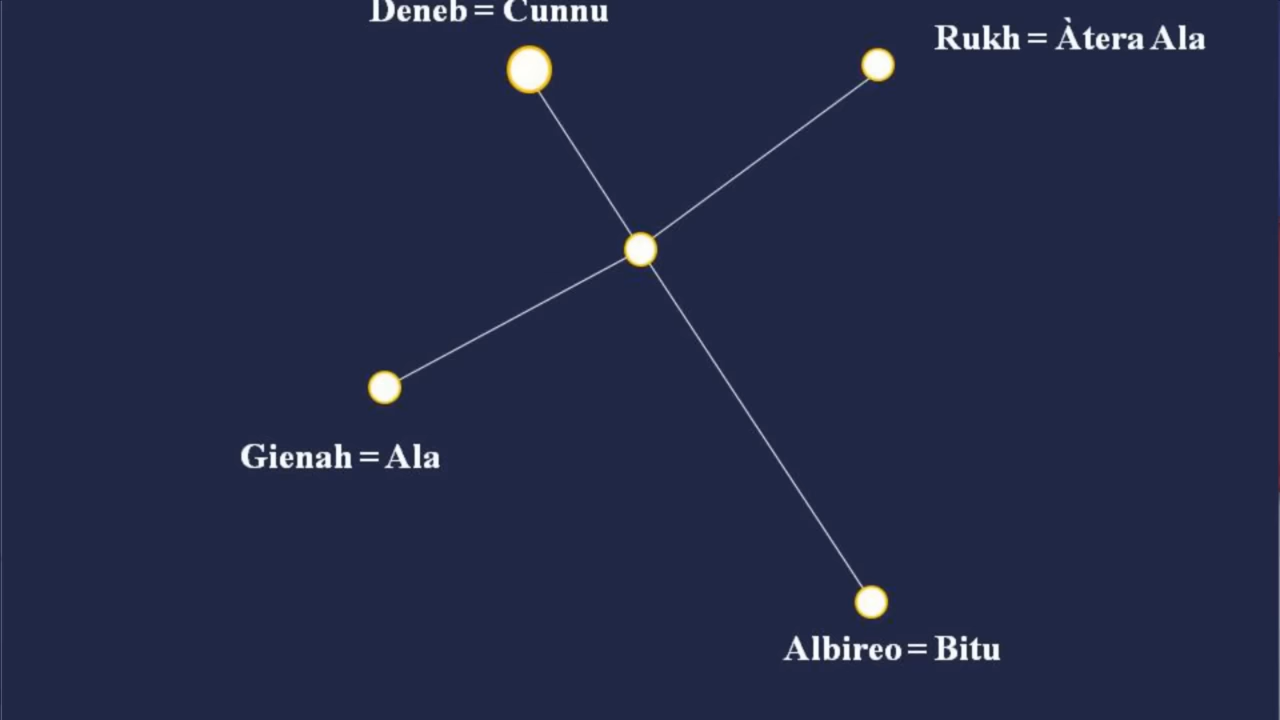 Deneb = Cunnu
Rukh = Àtera Ala
Gienah = Ala
Albireo = Bitu